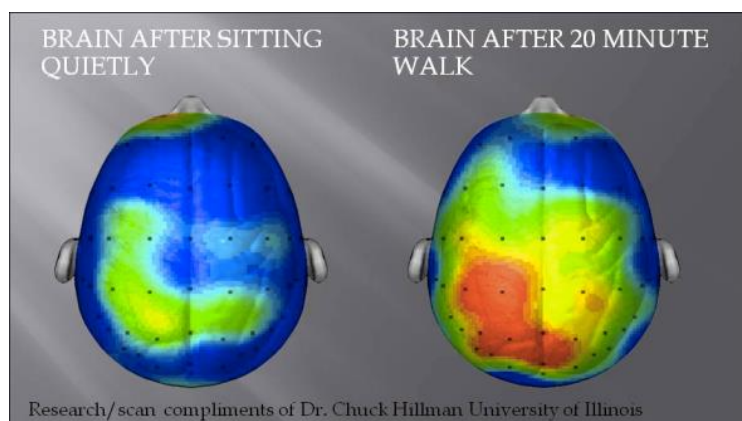 BRAIN AFTER SITTING
QUIETLY
BRAIN AFTER 20 MINUTE
WALK
Research/scan compliments of Dr. Chuck Hillman University of Illinois